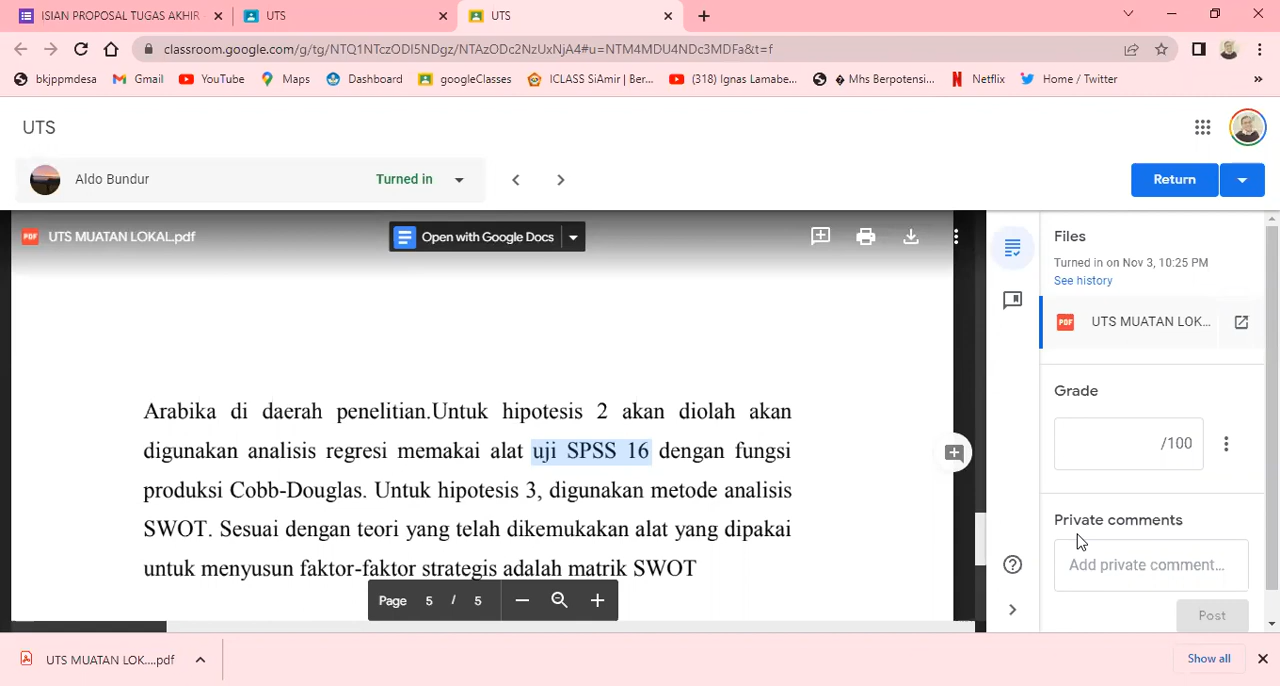 ISIAN PROPOSAL TUGAS AKHIR
UTS
UTS
classroom.google.com/g/tg/NTQ1NTczODI5NDgz/NTAzODc2NzUxNjA4#u=NTM4MDU4NDc3MDFa&t=f
bkjppmdesa
Gmail
YouTube
Maps
Dashboard
googleClasses
ICLASS SiAmir | Ber...
(318) Ignas Lamabe...
� Mhs Berpotensi...
Netflix
Home / Twitter
»
UTS
Aldo Bundur
Turned in
Return
PDF
UTS MUATAN LOKAL.pdf
Open with Google Docs
Files
Turned in on Nov 3, 10:25 PM
See history
PDF
UTS MUATAN LOK...
Grade
/100
Private comments
Add private comment...
Post
Arabika di daerah penelitian.Untuk hipotesis 2 akan diolah akan
digunakan analisis regresi memakai alat uji SPSS 16 dengan fungsi
produksi Cobb-Douglas. Untuk hipotesis 3, digunakan metode analisis
SWOT. Sesuai dengan teori yang telah dikemukakan alat yang dipakai
untuk menyusun faktor-faktor strategis adalah matrik SWOT
Page 5 / 5
UTS MUATAN LOK....pdf
Show all